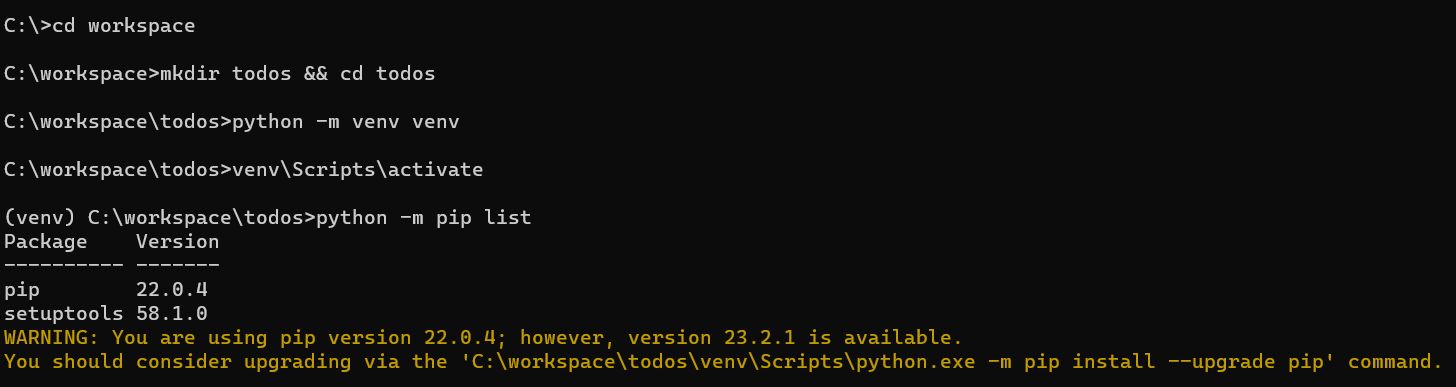 C:\>cd workspace
C:\workspace>mkdir todos && cd todos
C:\workspace\todos>python -m venv venv
C:\workspace\todos>venv\Scripts\activate
(venv) C:\workspace\todos>python -m pip list
Package    Version
---------- -------
pip        22.0.4
setuptools 58.1.0
WARNING: You are using pip version 22.0.4; however, version 23.2.1 is available.
You should consider upgrading via the 'C:\workspace\todos\venv\Scripts\python.exe -m pip install --upgrade pip' command.